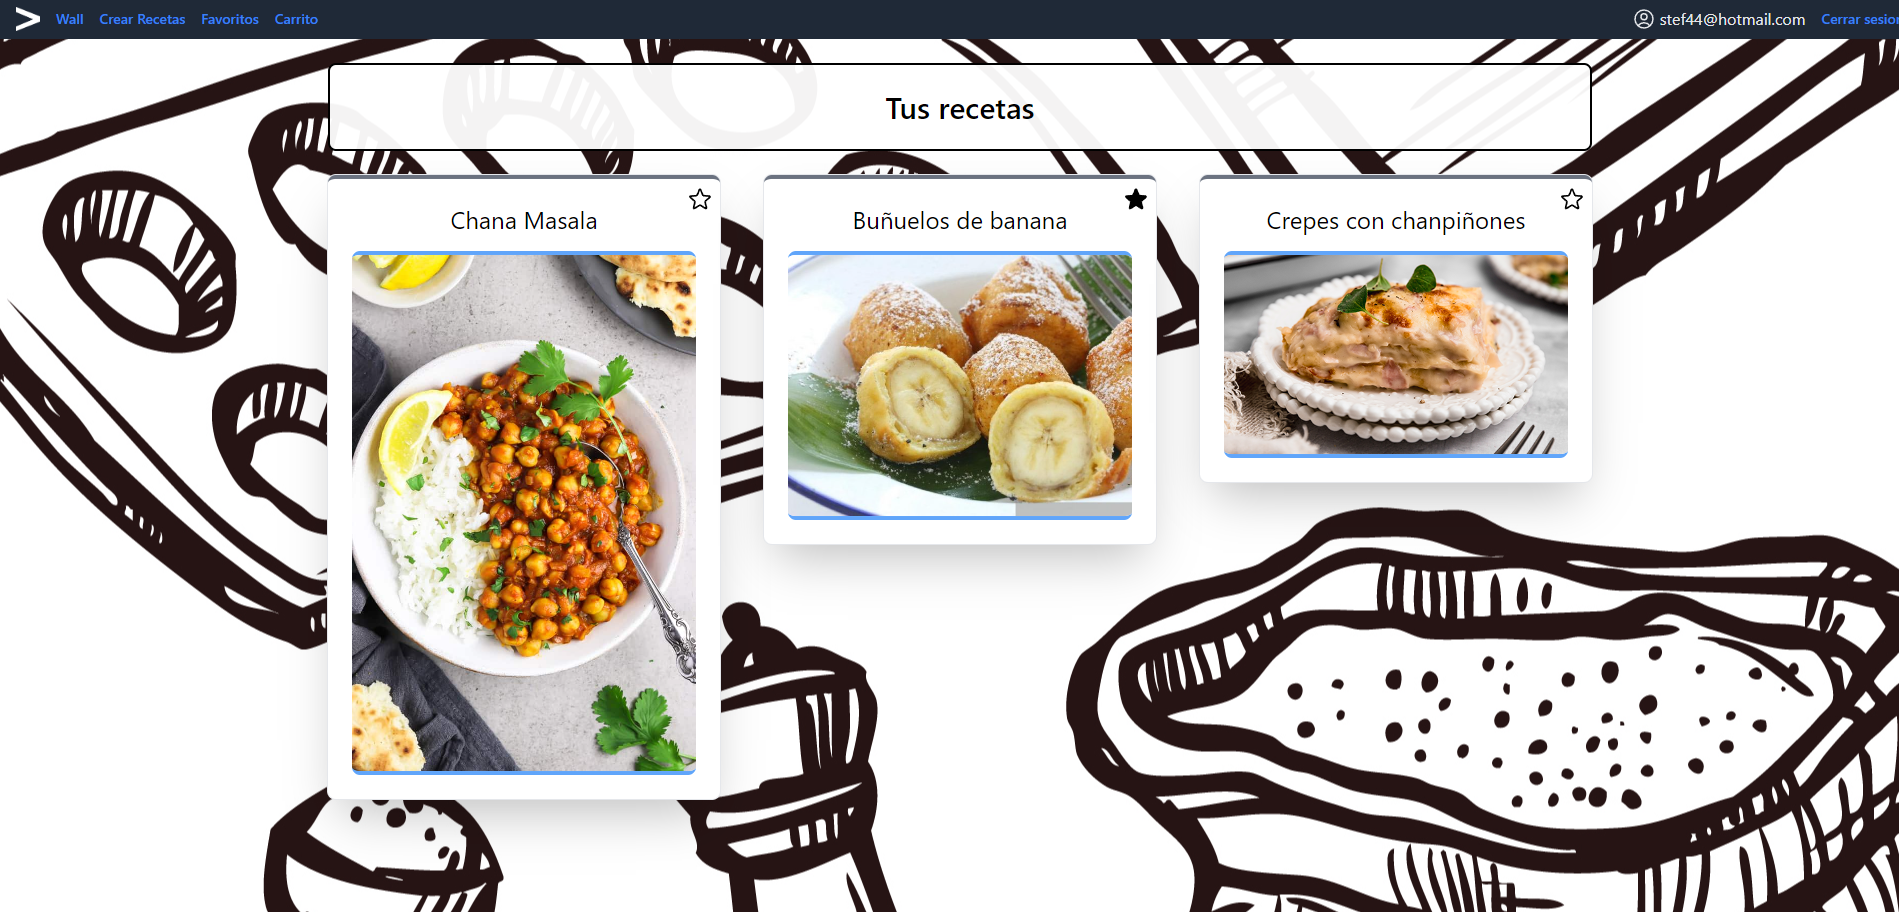 Wall Crear Recetas Favoritos Carrito stef44@hotmail.com Cerrar sesion
Tus recetas
Chana Masala
Buñuelos de banana
Crepes con chanpiñones